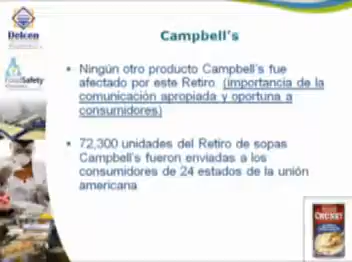 Delcen
FoodSafety
Campbell's
• Ningún otro producto Campbell's fue
afectado por este Retiro. (importancia de la
comunicación apropiada y oportuna a
consumidores)
• 72,300 unidades del Retiro de sopas
Campbell's fueron enviadas a los
consumidores de 24 estados de la unión
americana
CHUNKY